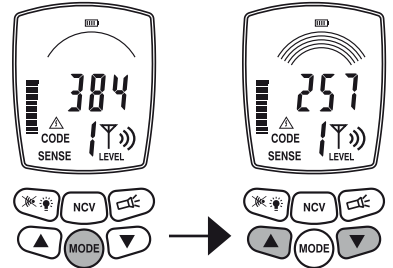 384
CODE
SENSE
1
LEVEL
NCV
MODE
257
CODE
SENSE
1
LEVEL
NCV
MODE